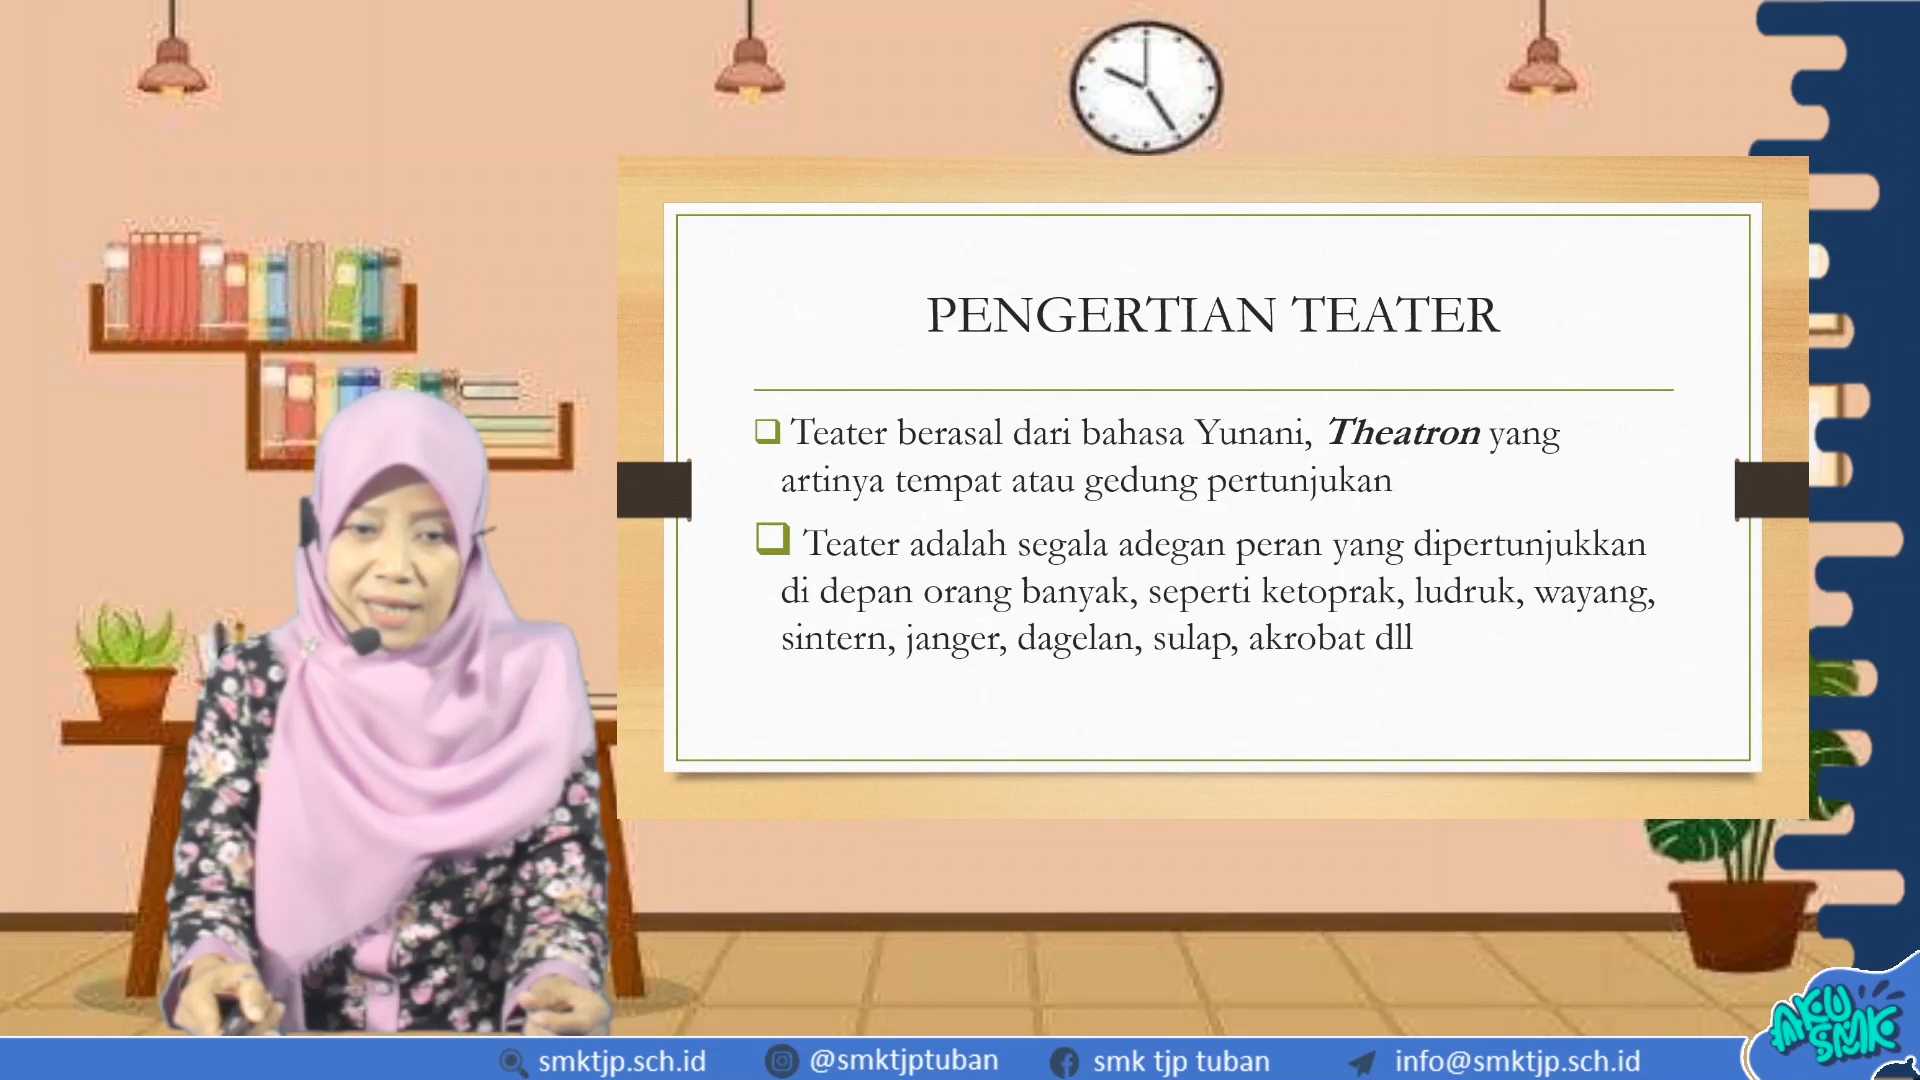 PENGERTIAN TEATER
Teater berasal dari bahasa Yunani, Theatron yang
artinya tempat atau gedung pertunjukan
Teater adalah segala adegan peran yang dipertunjukkan
di depan orang banyak, seperti ketoprak, ludruk, wayang,
sintern, janger, dagelan, sulap, akrobat dll
smktjp.sch.id
@smktjptuban
smk tjp tuban
info@smktjp.sch.id
AKU
SMK